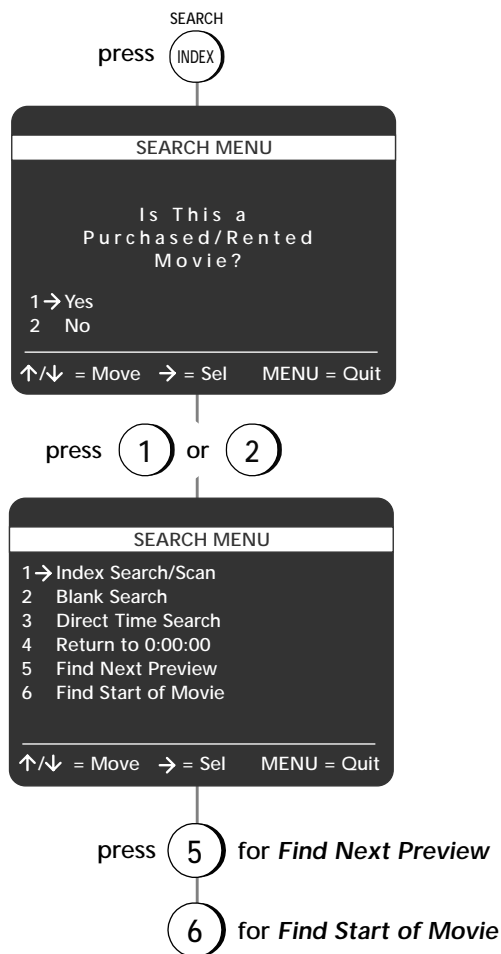 SEARCH
press INDEX
SEARCH MENU
Is This a
Purchased/Rented
Movie?
1→Yes
2 No
↑/↓ = Move → = Sel MENU = Quit
press 1 or 2
SEARCH MENU
1→Index Search/Scan
2 Blank Search
3 Direct Time Search
4 Return to 0:00:00
5 Find Next Preview
6 Find Start of Movie
↑/↓ = Move → = Sel MENU = Quit
press 5 for Find Next Preview
6 for Find Start of Movie